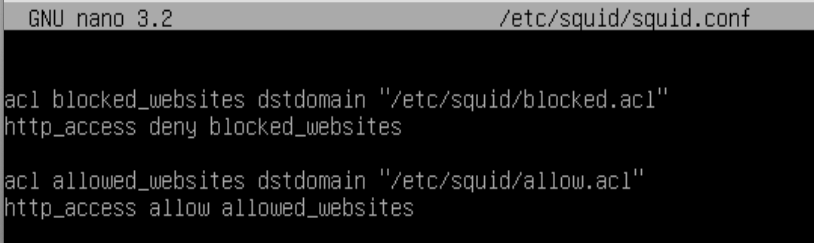 GNU nano 3.2 /etc/squid/squid.conf
acl blocked_websites dstdomain "/etc/squid/blocked.acl"
http_access deny blocked_websites
acl allowed_websites dstdomain "/etc/squid/allow.acl"
http_access allow allowed_websites